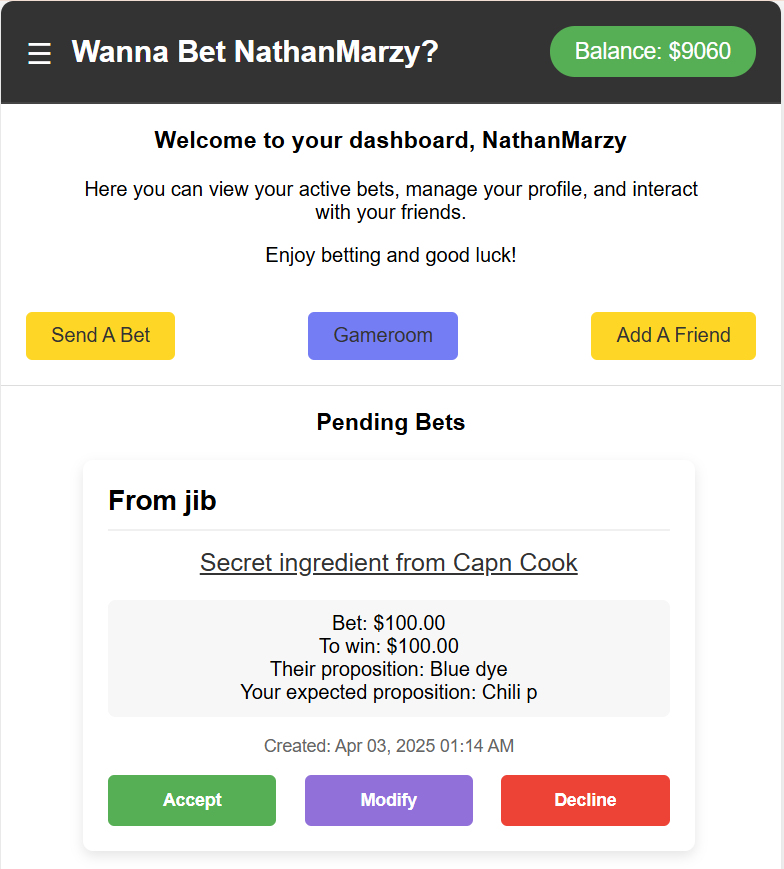 ☰ Wanna Bet NathanMarzy? Balance: $9060
Welcome to your dashboard, NathanMarzy
Here you can view your active bets, manage your profile, and interact
with your friends.
Enjoy betting and good luck!
Send A Bet Gameroom Add A Friend
Pending Bets
From jib
Secret ingredient from Capn Cook
Bet: $100.00
To win: $100.00
Their proposition: Blue dye
Your expected proposition: Chili p
Created: Apr 03, 2025 01:14 AM
Accept Modify Decline